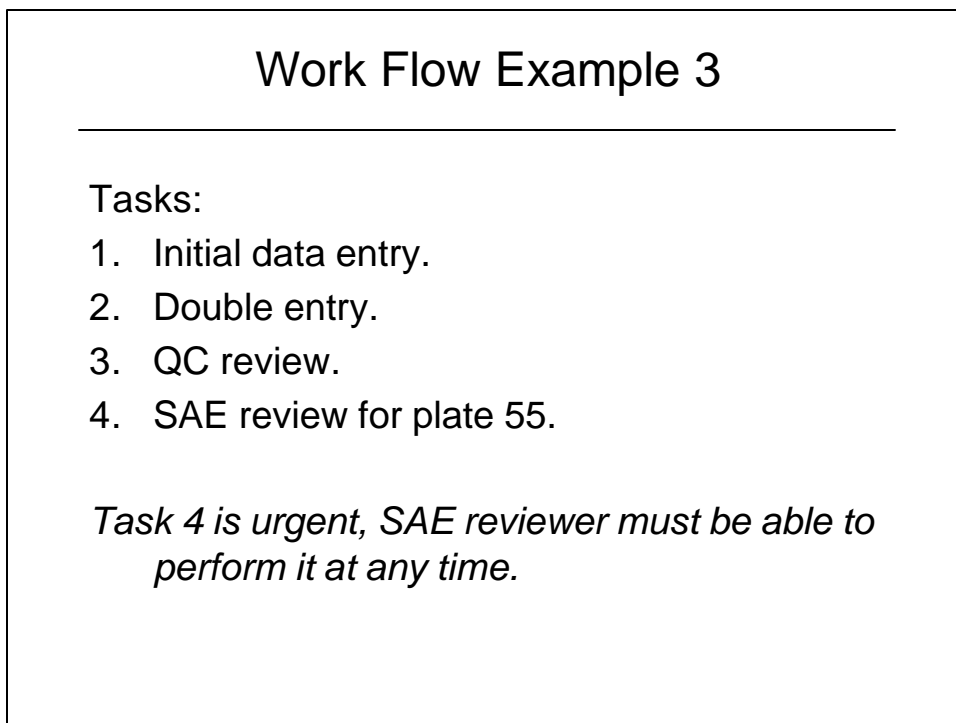 Work Flow Example 3
Tasks:
1. Initial data entry.
2. Double entry.
3. QC review.
4. SAE review for plate 55.
Task 4 is urgent, SAE reviewer must be able to
perform it at any time.